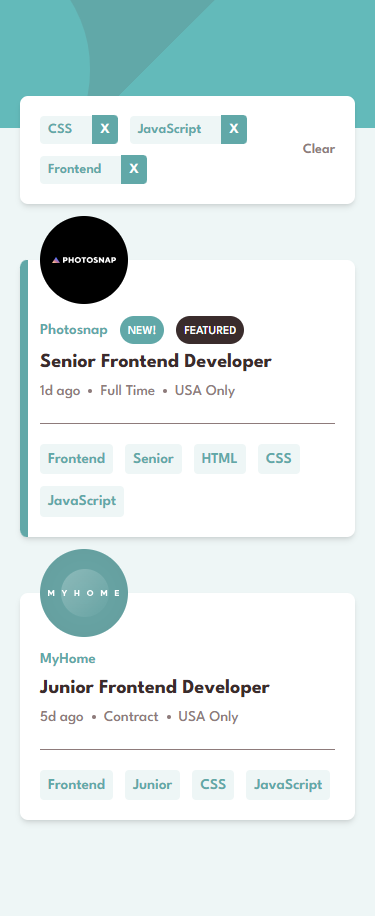 CSS X JavaScript X
Clear
Frontend X
PHOTOSNAP
Photosnap NEW! FEATURED
Senior Frontend Developer
1d ago • Full Time • USA Only
Frontend Senior HTML CSS
JavaScript
MYHOME
MyHome
Junior Frontend Developer
5d ago • Contract • USA Only
Frontend Junior CSS JavaScript